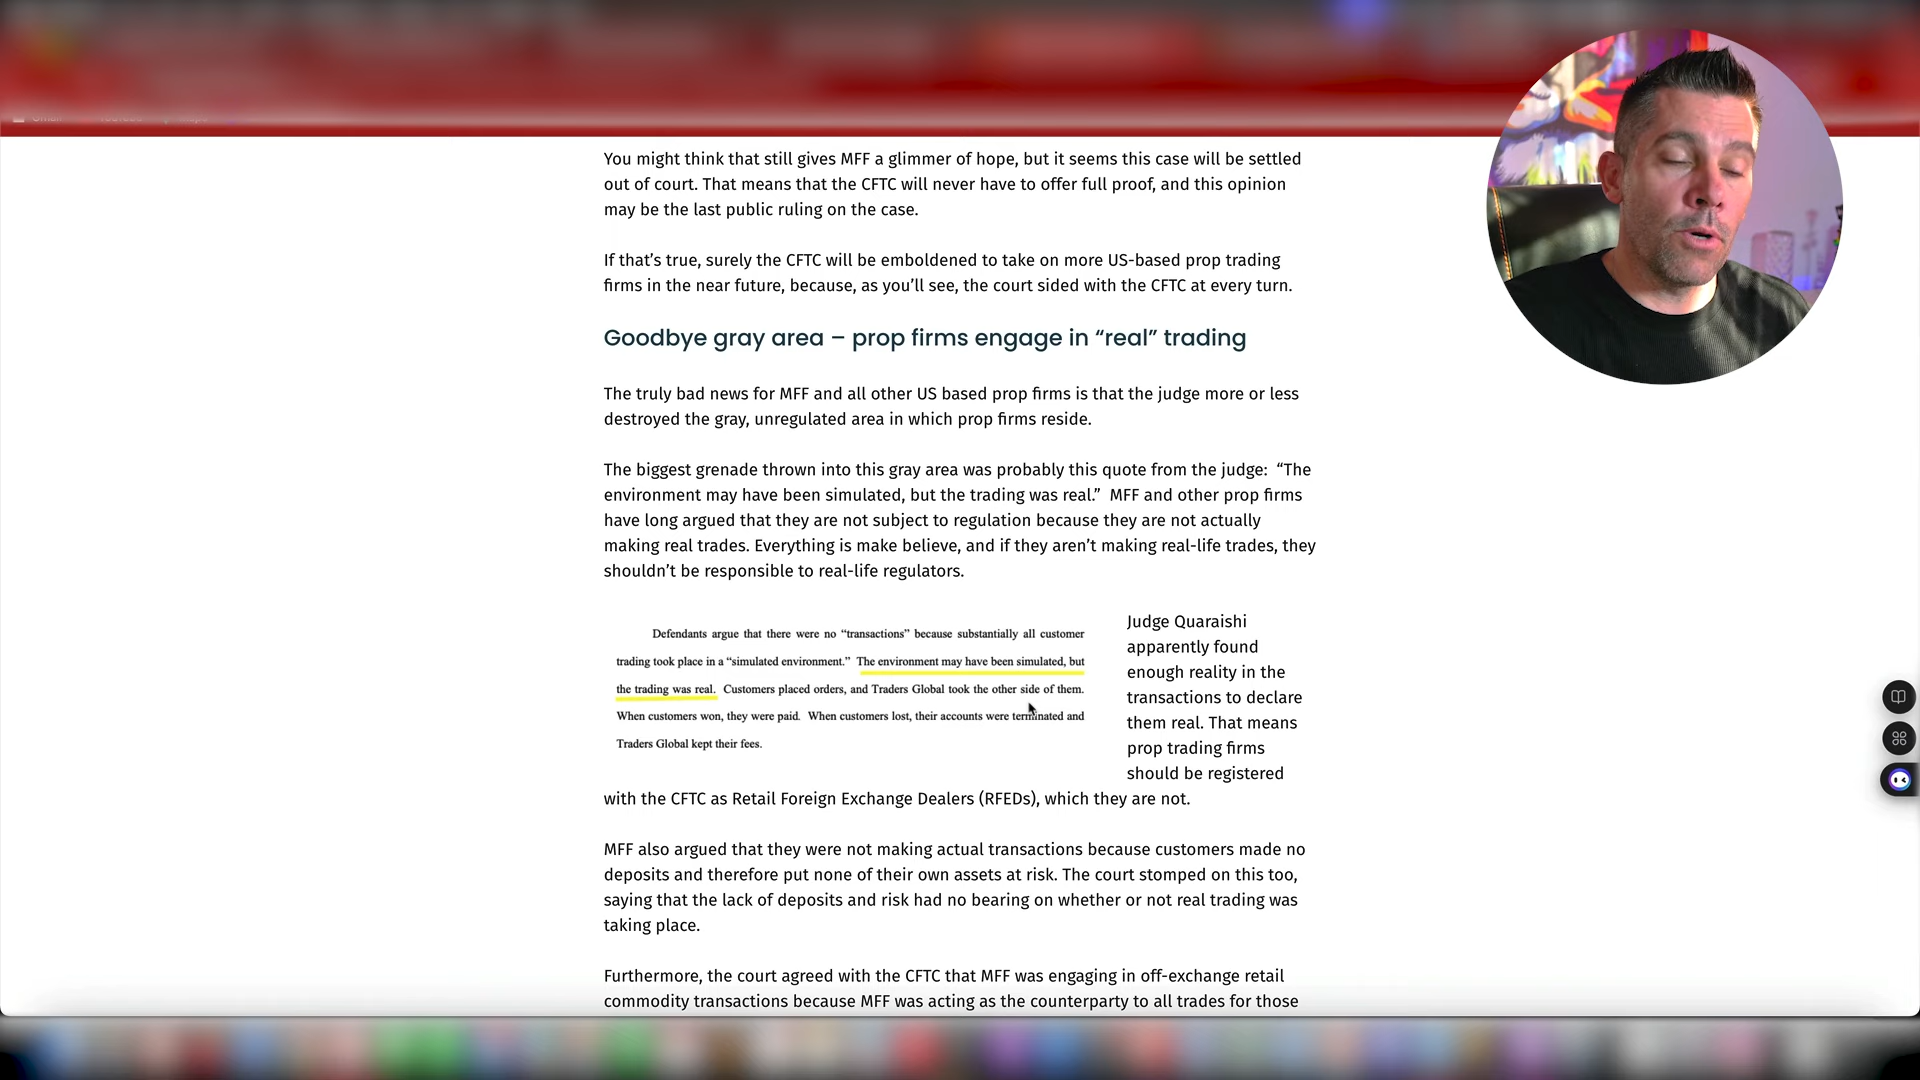 You might think that still gives MFF a glimmer of hope, but it seems this case will be settled
out of court. That means that the CFTC will never have to offer full proof, and this opinion
may be the last public ruling on the case.
If that’s true, surely the CFTC will be emboldened to take on more US-based prop trading
firms in the near future, because, as you’ll see, the court sided with the CFTC at every turn.
Goodbye gray area – prop firms engage in “real” trading
The truly bad news for MFF and all other US based prop firms is that the judge more or less
destroyed the gray, unregulated area in which prop firms reside.
The biggest grenade thrown into this gray area was probably this quote from the judge:  “The
environment may have been simulated, but the trading was real.”  MFF and other prop firms
have long argued that they are not subject to regulation because they are not actually
making real trades. Everything is make believe, and if they aren’t making real-life trades, they
shouldn’t be responsible to real-life regulators.
Defendants argue that there were no “transactions” because substantially all customer
trading took place in a “simulated environment.”  The environment may have been simulated, but
the trading was real.  Customers placed orders, and Traders Global took the other side of them.
When customers won, they were paid.  When customers lost, their accounts were terminated and
Traders Global kept their fees.
Judge Quaraishi
apparently found
enough reality in the
transactions to declare
them real. That means
prop trading firms
should be registered
with the CFTC as Retail Foreign Exchange Dealers (RFEDs), which they are not.
MFF also argued that they were not making actual transactions because customers made no
deposits and therefore put none of their own assets at risk. The court stomped on this too,
saying that the lack of deposits and risk had no bearing on whether or not real trading was
taking place.
Furthermore, the court agreed with the CFTC that MFF was engaging in off-exchange retail
commodity transactions because MFF was acting as the counterparty to all trades for those